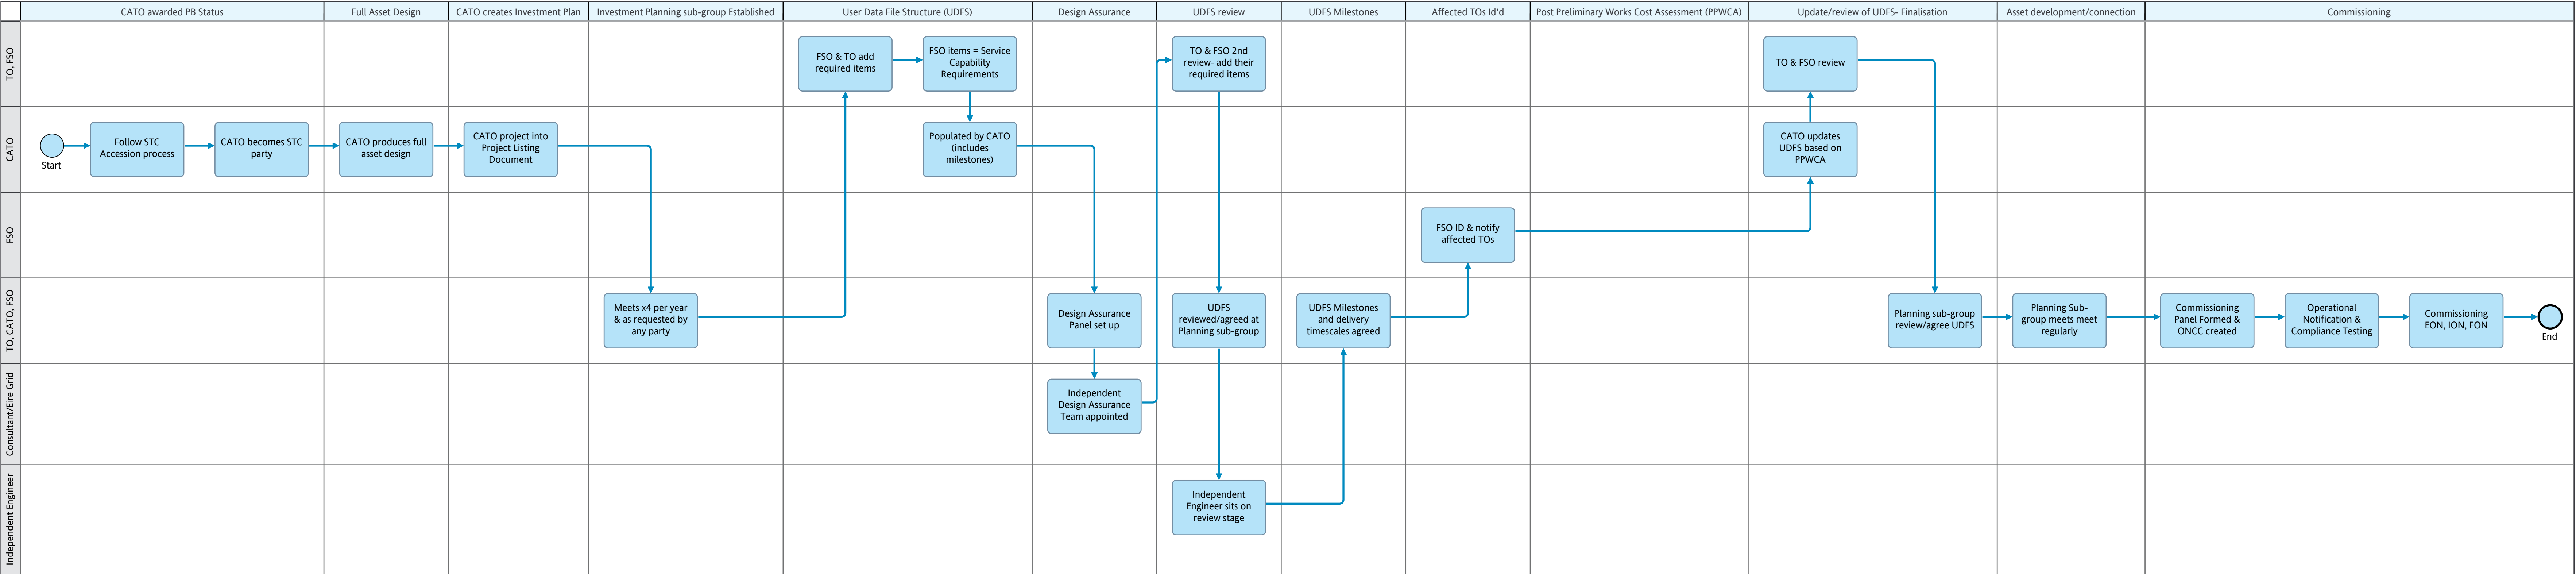 CATO awarded PB Status
Full Asset Design
CATO creates Investment Plan
Investment Planning sub-group Established
User Data File Structure (UDFS)
Design Assurance
UDFS review
UDFS Milestones
Affected TOs Id'd
Post Preliminary Works Cost Assessment (PPWCA)
Update/review of UDFS- Finalisation
Asset development/connection
Commissioning
TO, FSO
FSO & TO add
required items
FSO items = Service
Capability
Requirements
TO & FSO 2nd
review- add their
required items
TO & FSO review
CATO
Start
Follow STC
Accession process
CATO becomes STC
party
CATO produces full
asset design
CATO project into
Project Listing
Document
Populated by CATO
(includes
milestones)
CATO updates
UDFS based on
PPWCA
FSO
FSO ID & notify
affected TOs
TO, CATO, FSO
Meets x4 per year
& as requested by
any party
Design Assurance
Panel set up
UDFS
reviewed/agreed at
Planning sub-group
UDFS Milestones
and delivery
timescales agreed
Planning sub-group
review/agree UDFS
Planning Sub-
group meets meet
regularly
Commissioning
Panel Formed &
ONCC created
Operational
Notification &
Compliance Testing
Commissioning
EON, ION, FON
End
Consultant/Eire Grid
Independent
Design Assurance
Team appointed
Independent Engineer
Independent
Engineer sits on
review stage